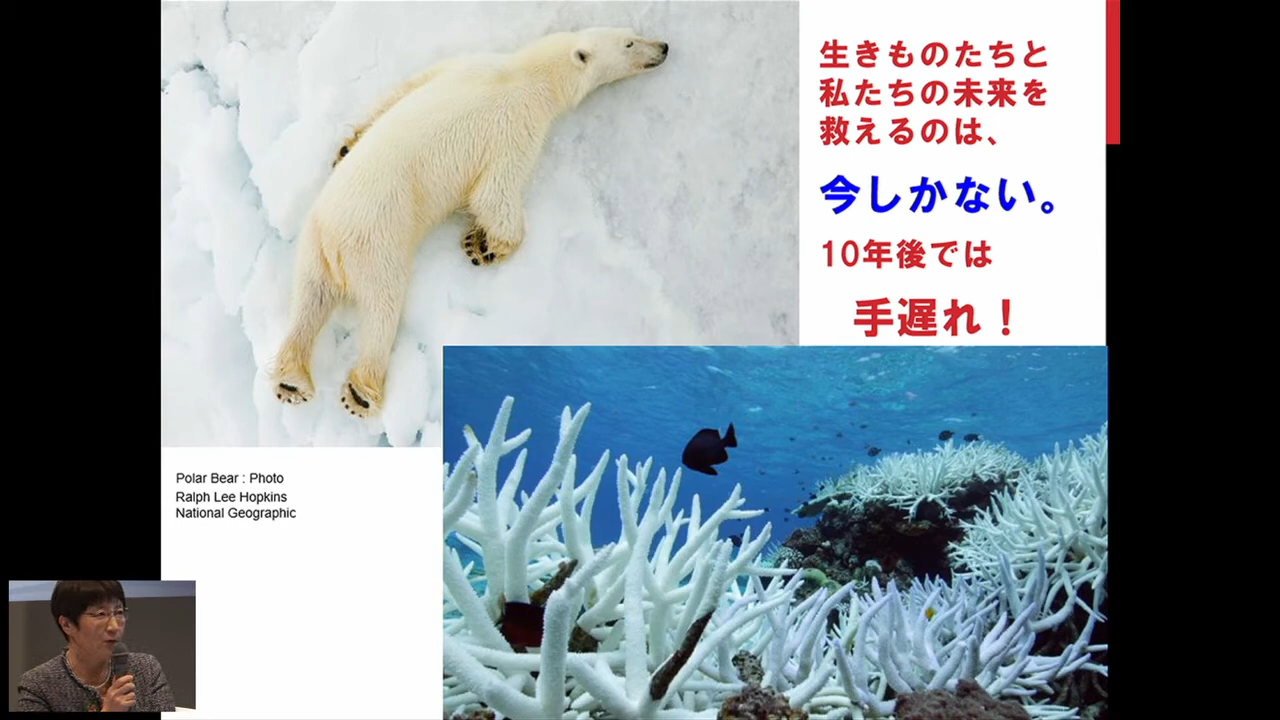 生きものたちと
私たちの未来を
救えるのは、
今しかない。
10年後では
手遅れ！
Polar Bear : Photo
Ralph Lee Hopkins
National Geographic